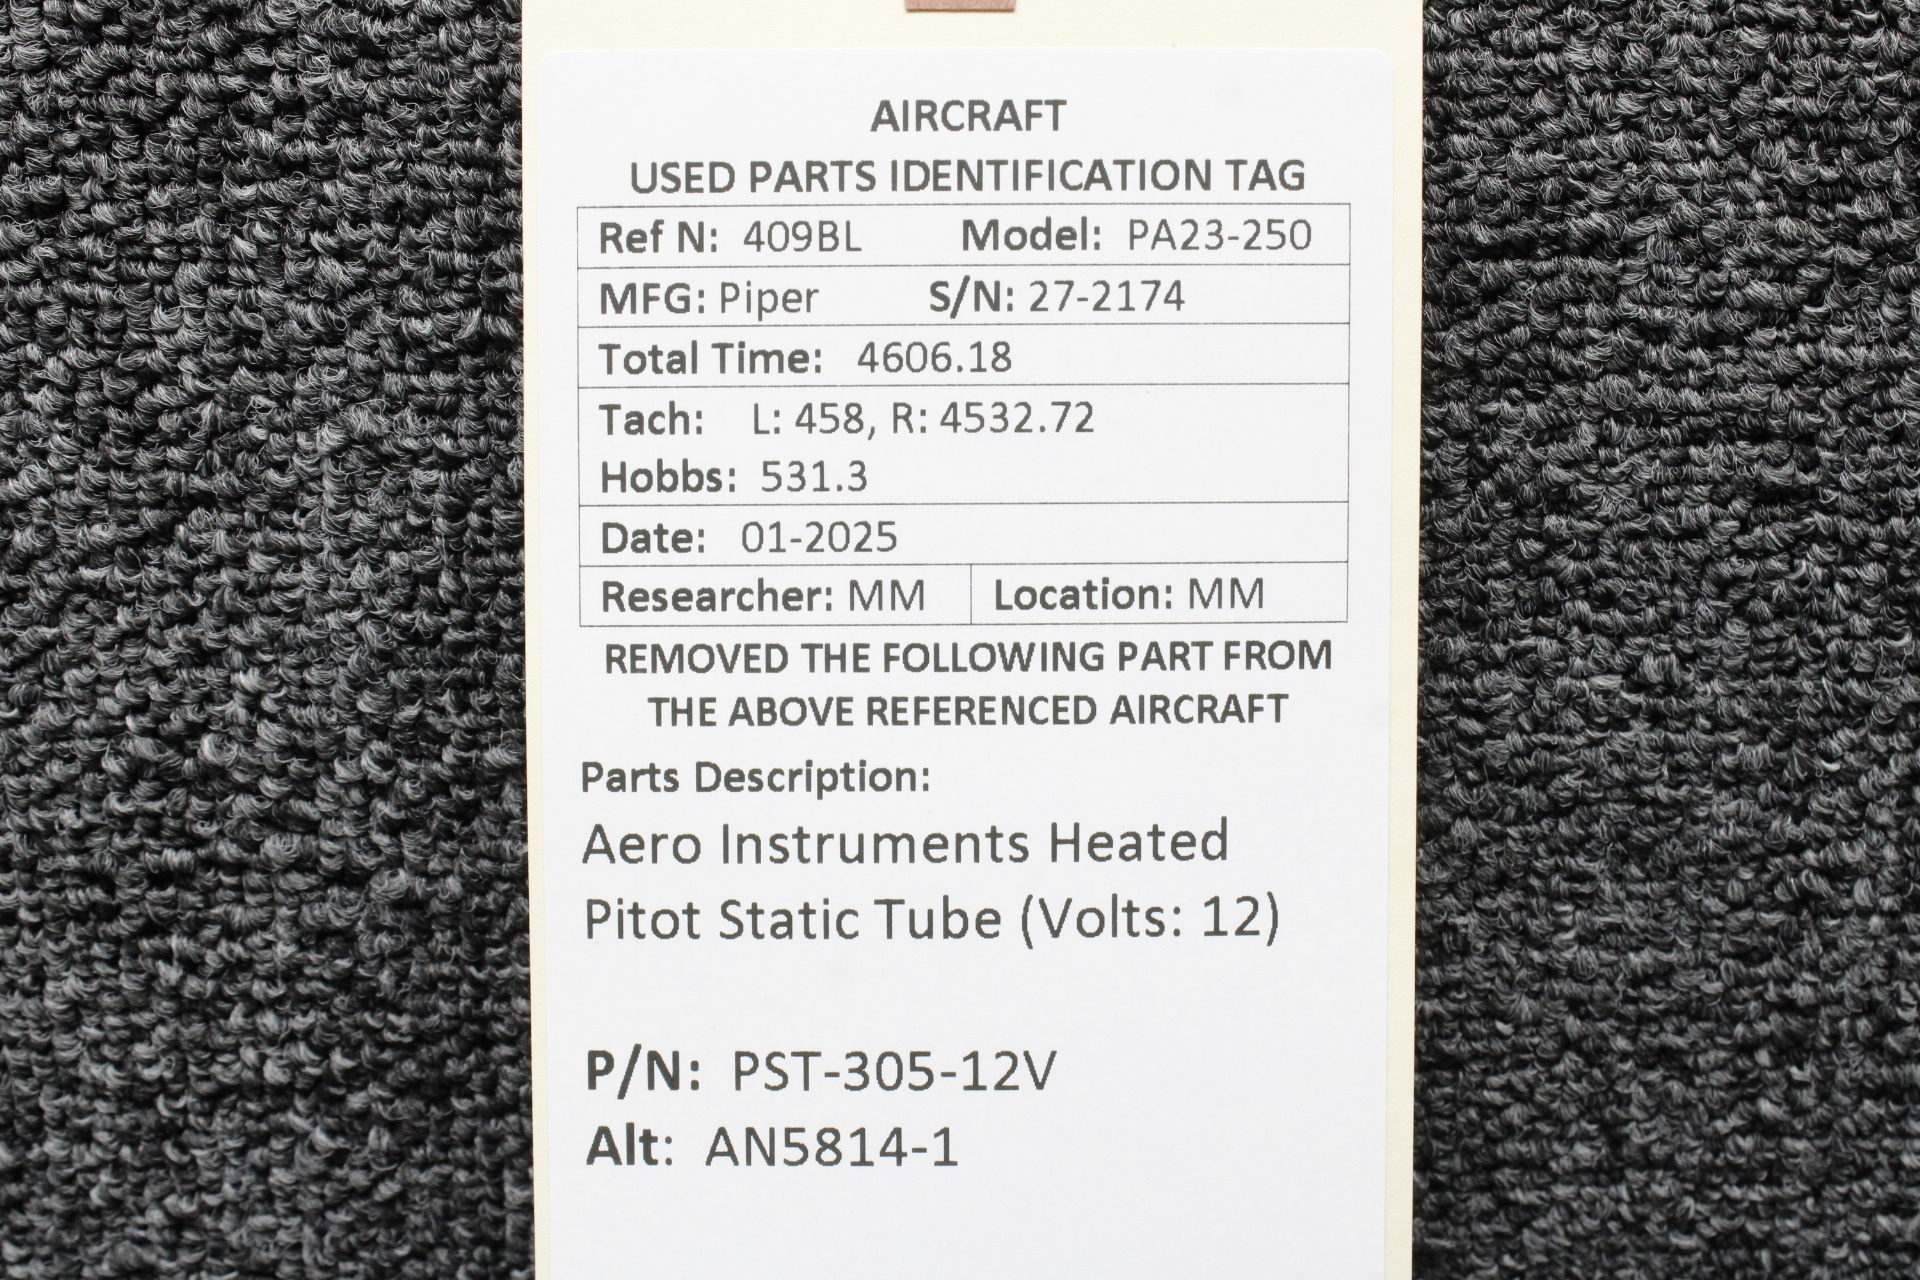 AIRCRAFT
USED PARTS IDENTIFICATION TAG
Ref N: 409BL Model: PA23-250
MFG: Piper S/N: 27-2174
Total Time: 4606.18
Tach: L: 458, R: 4532.72
Hobbs: 531.3
Date: 01-2025
Researcher: MM Location: MM
REMOVED THE FOLLOWING PART FROM
THE ABOVE REFERENCED AIRCRAFT
Parts Description:
Aero Instruments Heated
Pitot Static Tube (Volts: 12)
P/N: PST-305-12V
Alt: AN5814-1